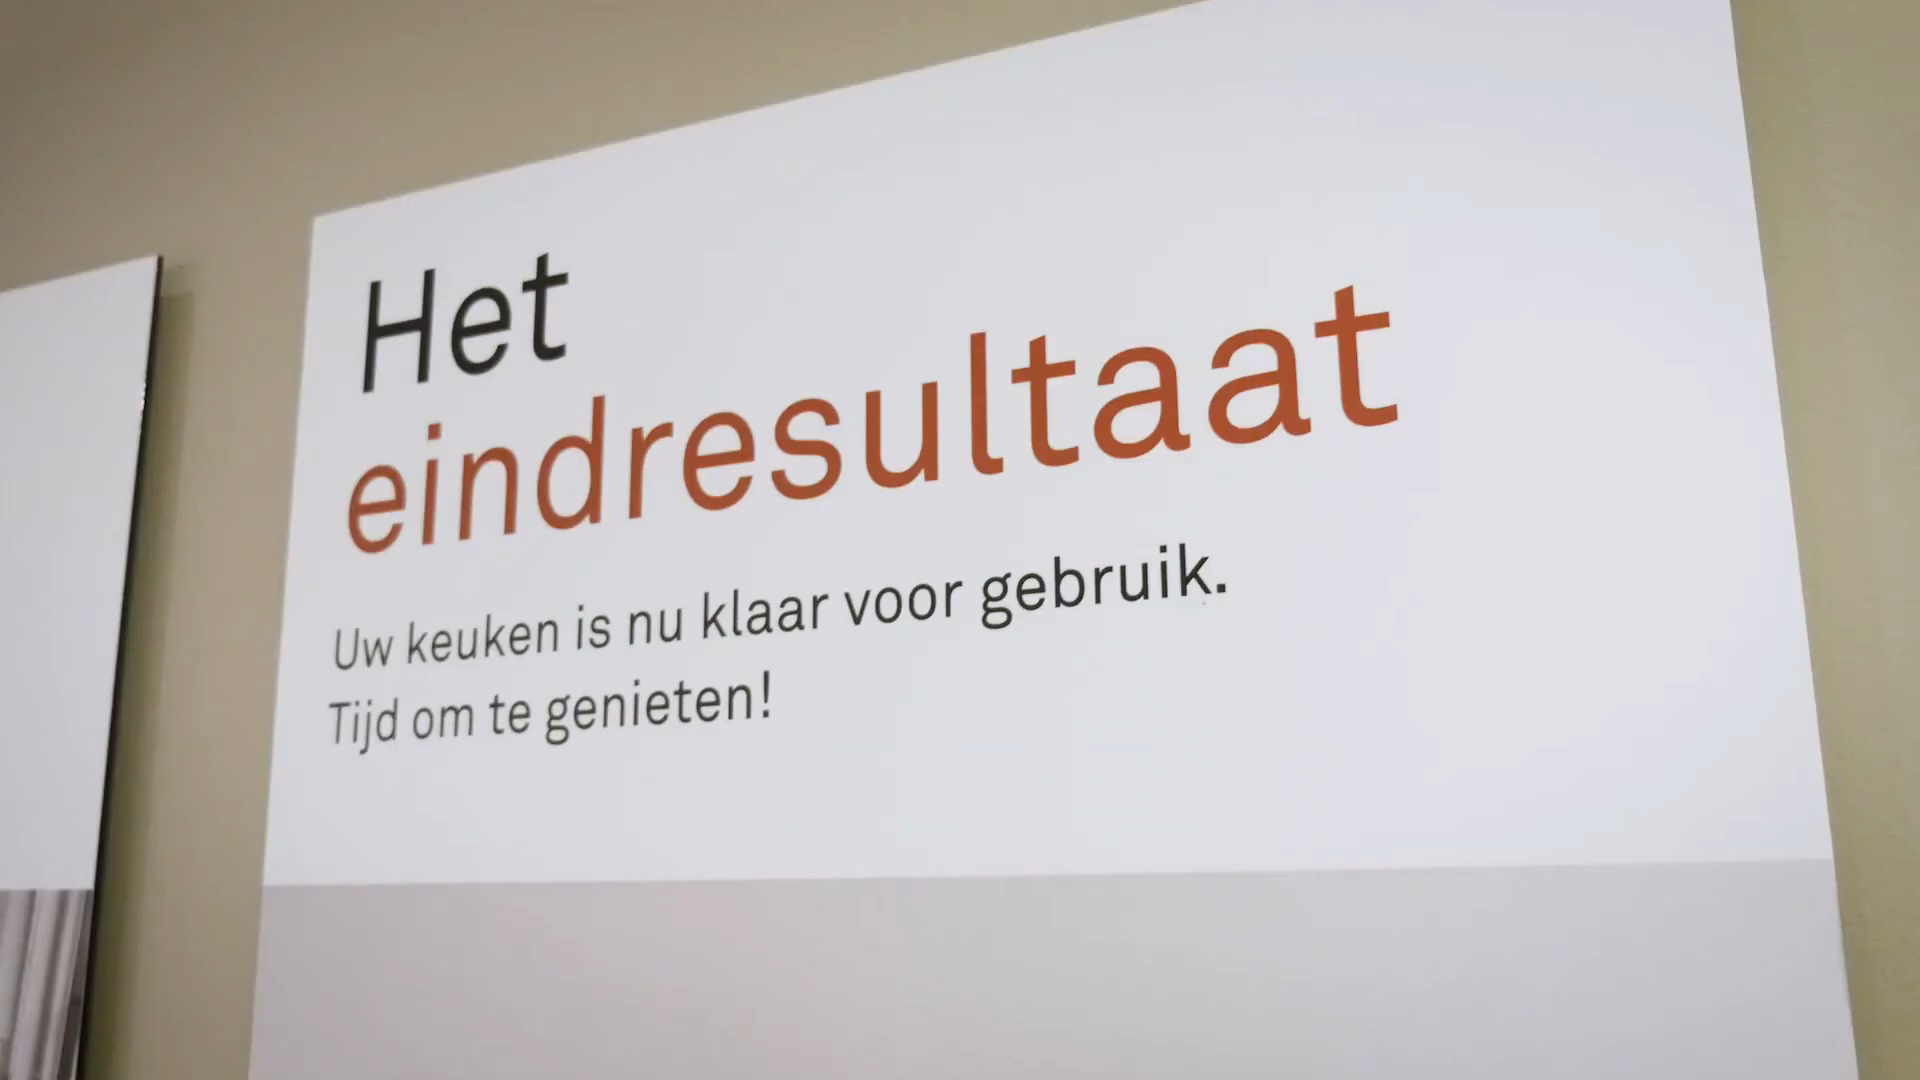 Het
eindresultaat
Uw keuken is nu klaar voor gebruik.
Tijd om te genieten!